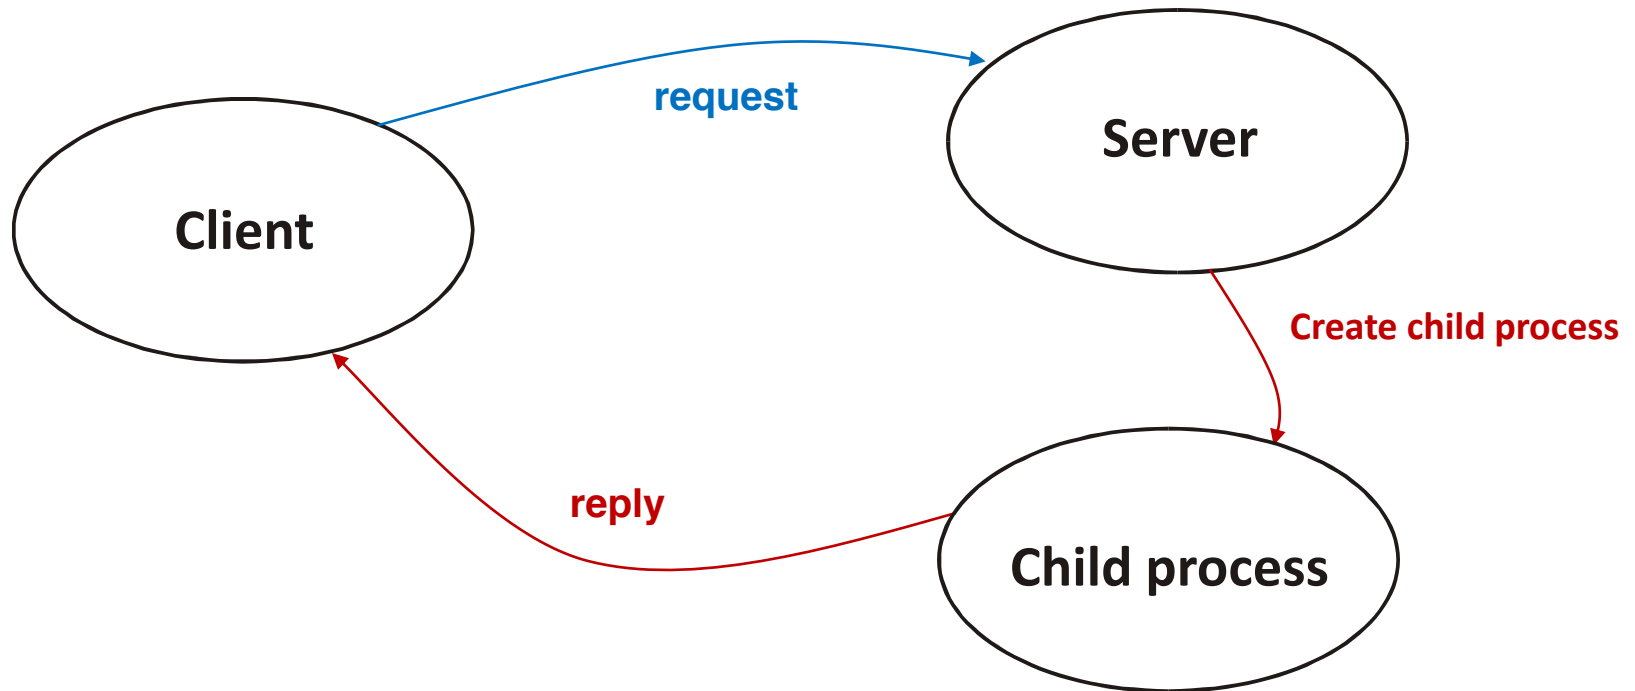 request
Server
Client
Create child process
reply
Child process